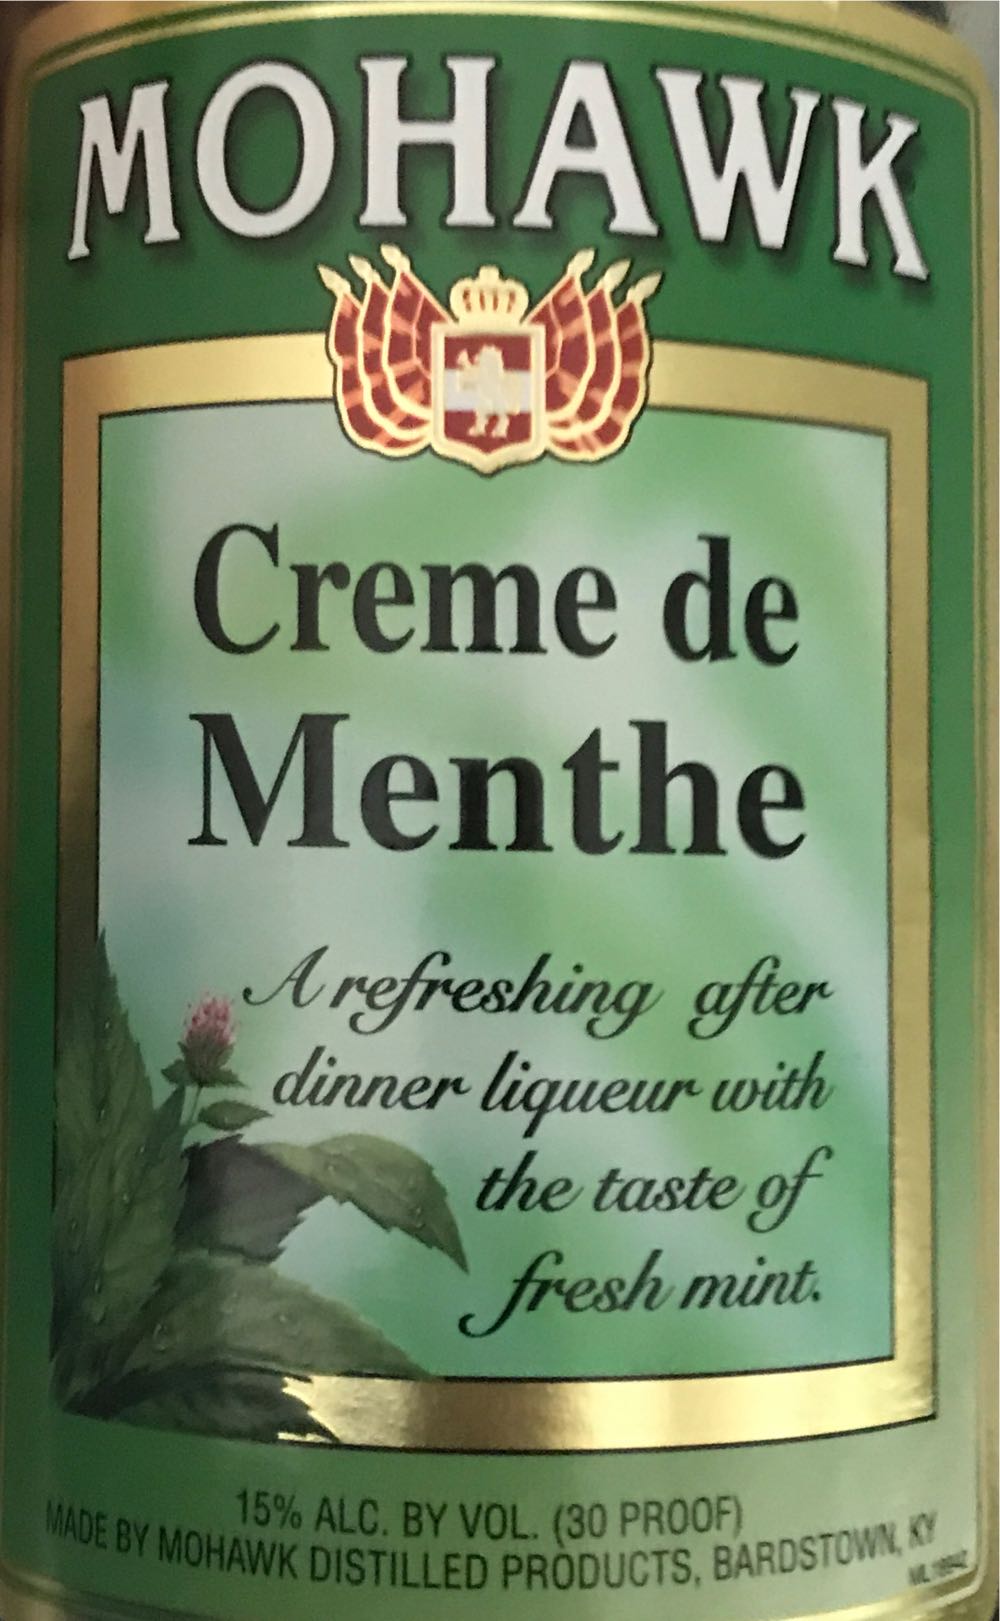 MOHAWK
Creme de
Menthe
A refreshing after
dinner liqueur with
the taste of
fresh mint.
15% ALC. BY VOL. (30 PROOF)
MADE BY MOHAWK DISTILLED PRODUCTS, BARDSTOWN, KY